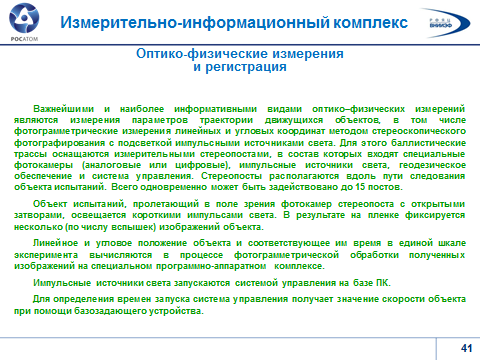 Измерительно-информационный комплекс
РОСАТОМ
РФЯЦ
ВНИИЭФ
Оптико-физические измерения
и регистрация
Важнейшими и наиболее информативными видами оптико–физических измерений
являются измерения параметров траектории движущихся объектов, в том числе
фотограмметрические измерения линейных и угловых координат методом стереоскопического
фотографирования с подсветкой импульсными источниками света. Для этого баллистические
трассы оснащаются измерительными стереопостами, в состав которых входят специальные
фотокамеры (аналоговые или цифровые), импульсные источники света, геодезическое
обеспечение и система управления. Стереопосты располагаются вдоль пути следования
объекта испытаний. Всего одновременно может быть задействовано до 15 постов.
Объект испытаний, пролетающий в поле зрения фотокамер стереопоста с открытыми
затворами, освещается короткими импульсами света. В результате на пленке фиксируется
несколько (по числу вспышек) изображений объекта.
Линейное и угловое положение объекта и соответствующее им время в единой шкале
эксперимента вычисляются в процессе фотограмметрической обработки полученных
изображений на специальном программно-аппаратном комплексе.
Импульсные источники света запускаются системой управления на базе ПК.
Для определения времен запуска система управления получает значение скорости объекта
при помощи базозадающего устройства.
41